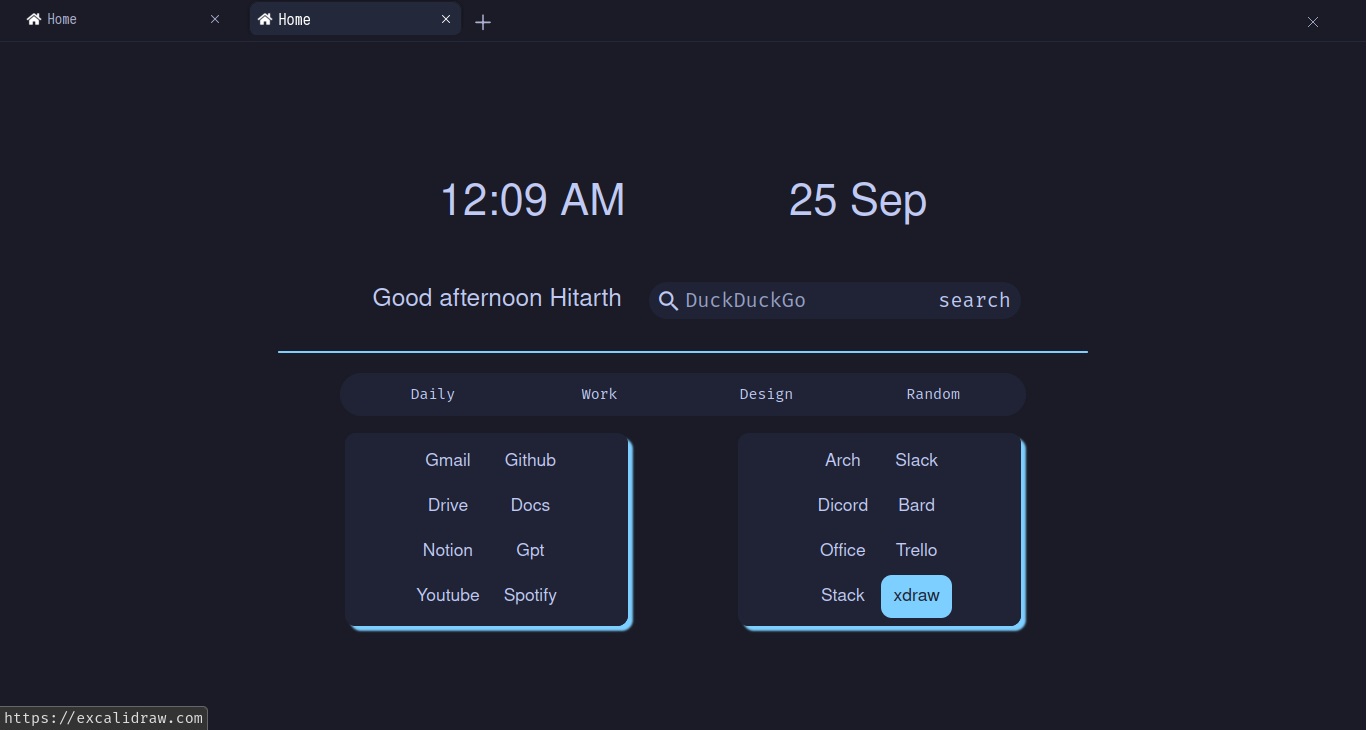 Home Home
12:09 AM 25 Sep
Good afternoon Hitarth DuckDuckGo search
Daily Work Design Random
Gmail Github
Drive Docs
Notion Gpt
Youtube Spotify
Arch Slack
Dicord Bard
Office Trello
Stack xdraw
https://excalidraw.com